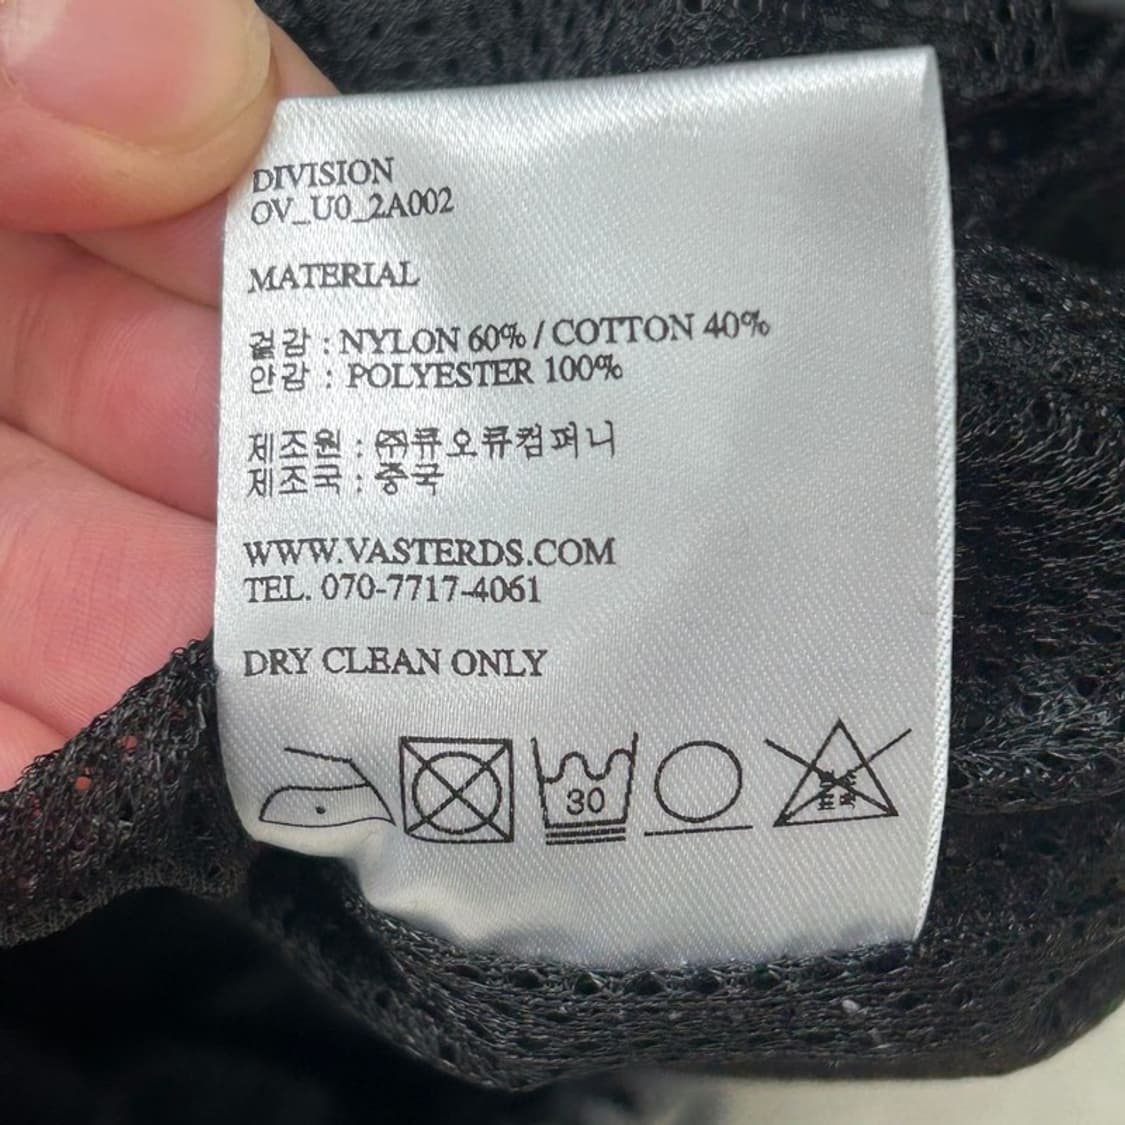 DIVISION
OV_U0_2A002
MATERIAL
겉감 : NYLON 60% / COTTON 40%
안감 : POLYESTER 100%
제조원 : ㈜큐오큐컴퍼니
제조국 : 중국
WWW.VASTERDS.COM
TEL. 070-7717-4061
DRY CLEAN ONLY
30